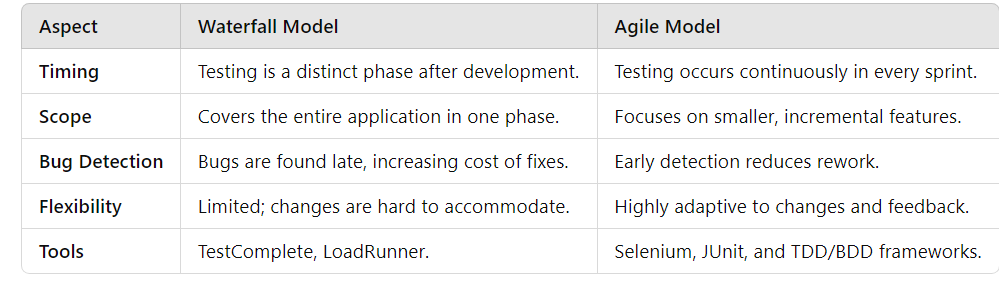 Aspect Waterfall Model Agile Model
Timing Testing is a distinct phase after development. Testing occurs continuously in every sprint.
Scope Covers the entire application in one phase. Focuses on smaller, incremental features.
Bug Detection Bugs are found late, increasing cost of fixes. Early detection reduces rework.
Flexibility Limited; changes are hard to accommodate. Highly adaptive to changes and feedback.
Tools TestComplete, LoadRunner. Selenium, JUnit, and TDD/BDD frameworks.